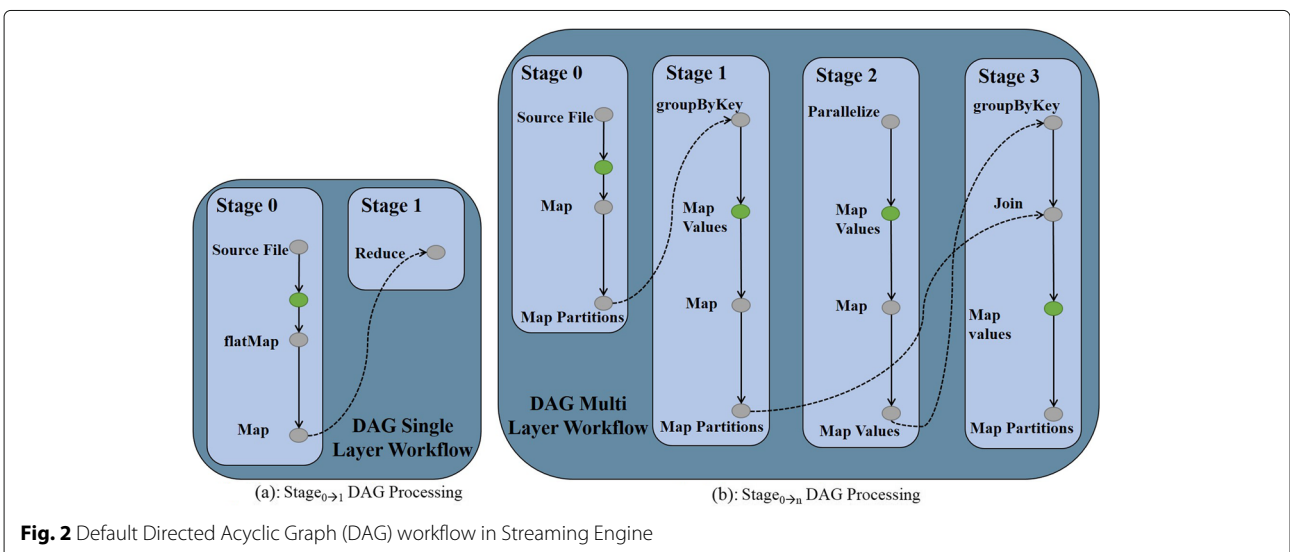 Stage 0
Source File
flatMap
Map
Stage 1
Reduce
DAG Single
Layer Workflow
(a): Stage0→1 DAG Processing
Stage 0
Source File
Map
Map Partitions
Stage 1
groupByKey
Map
Values
Map
Map Partitions
Stage 2
Parallelize
Map
Values
Map
Map Values
Stage 3
groupByKey
Join
Map
values
Map Partitions
DAG Multi
Layer Workflow
(b): Stage0→n DAG Processing
Fig. 2 Default Directed Acyclic Graph (DAG) workflow in Streaming Engine